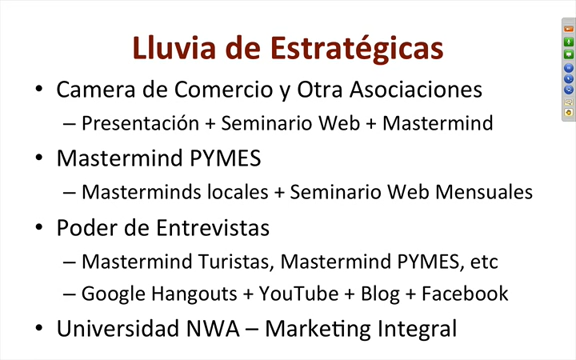 Lluvia de Estratégicas
• Camera de Comercio y Otra Asociaciones
– Presentación + Seminario Web + Mastermind
• Mastermind PYMES
– Masterminds locales + Seminario Web Mensuales
• Poder de Entrevistas
– Mastermind Turistas, Mastermind PYMES, etc
– Google Hangouts + YouTube + Blog + Facebook
• Universidad NWA – Marketing Integral